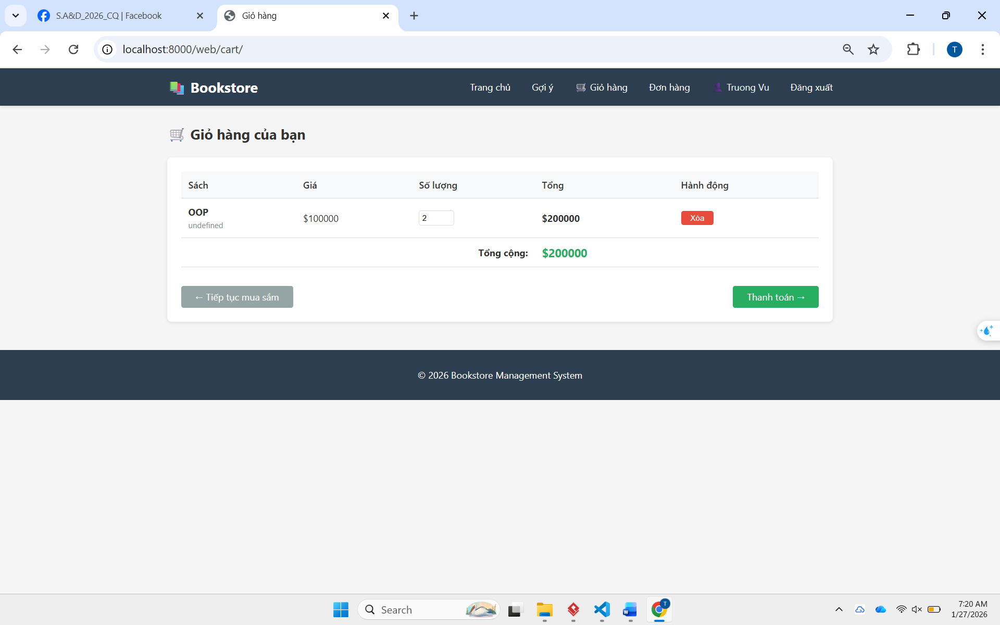 S.A&D_2026_CQ | Facebook
Giỏ hàng
localhost:8000/web/cart/
T
Bookstore
Trang chủ
Gợi ý
Giỏ hàng
Đơn hàng
Truong Vu
Đăng xuất
Giỏ hàng của bạn
Sách Giá Số lượng Tổng Hành động
OOP
undefined
$100000 2 $200000 Xóa
Tổng cộng: $200000
← Tiếp tục mua sắm
Thanh toán →
© 2026 Bookstore Management System
Search
W
T
7:20 AM
1/27/2026